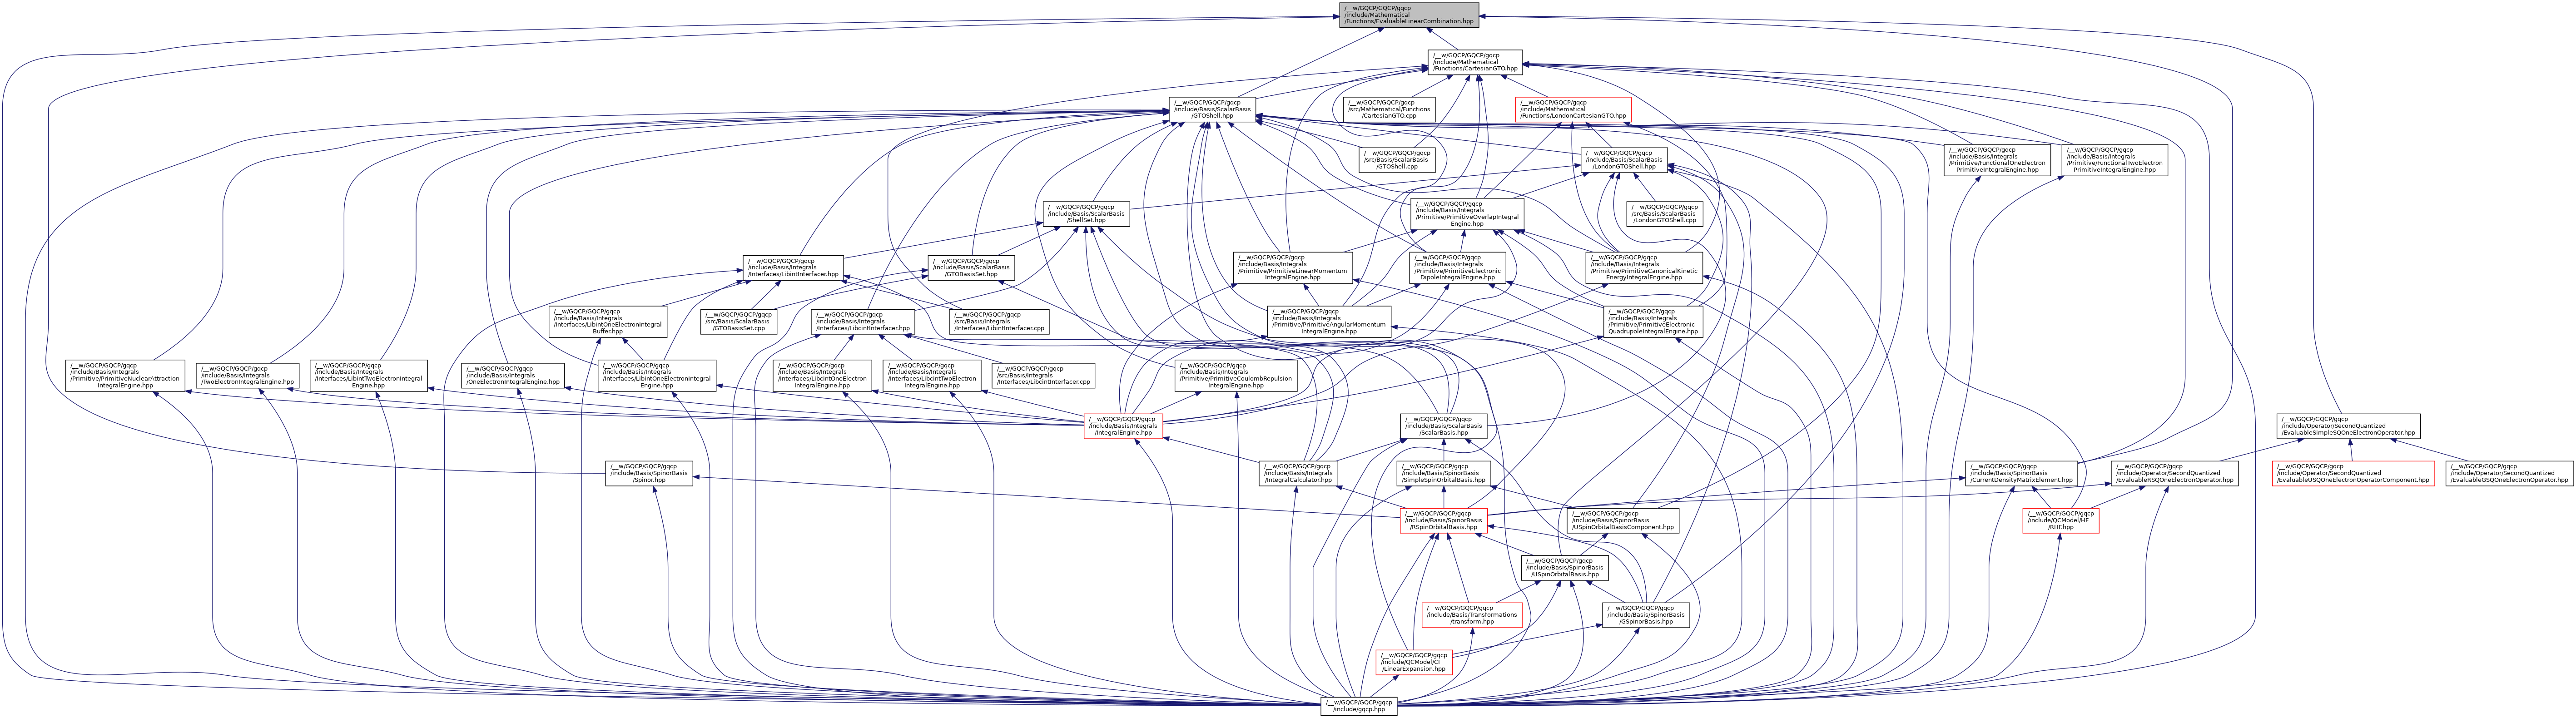 /__w/GQCP/GQCP/gqcp
/include/Mathematical
/Functions/EvaluableLinearCombination.hpp
/__w/GQCP/GQCP/gqcp
/include/Mathematical
/Functions/CartesianGTO.hpp
/__w/GQCP/GQCP/gqcp
/include/Basis/ScalarBasis
/GTOShell.hpp
/__w/GQCP/GQCP/gqcp
/src/Mathematical/Functions
/CartesianGTO.cpp
/__w/GQCP/GQCP/gqcp
/include/Mathematical
/Functions/LondonCartesianGTO.hpp
/__w/GQCP/GQCP/gqcp
/src/Basis/ScalarBasis
/GTOShell.cpp
/__w/GQCP/GQCP/gqcp
/include/Basis/ScalarBasis
/LondonGTOShell.hpp
/__w/GQCP/GQCP/gqcp
/include/Basis/Integrals
/Primitive/FunctionalOneElectron
PrimitiveIntegralEngine.hpp
/__w/GQCP/GQCP/gqcp
/include/Basis/Integrals
/Primitive/FunctionalTwoElectron
PrimitiveIntegralEngine.hpp
/__w/GQCP/GQCP/gqcp
/include/Basis/ScalarBasis
/ShellSet.hpp
/__w/GQCP/GQCP/gqcp
/include/Basis/Integrals
/Primitive/PrimitiveOverlapIntegral
Engine.hpp
/__w/GQCP/GQCP/gqcp
/src/Basis/ScalarBasis
/LondonGTOShell.cpp
/__w/GQCP/GQCP/gqcp
/include/Basis/Integrals
/Interfaces/LibintInterfacer.hpp
/__w/GQCP/GQCP/gqcp
/include/Basis/ScalarBasis
/GTOBasisSet.hpp
/__w/GQCP/GQCP/gqcp
/include/Basis/Integrals
/Primitive/PrimitiveLinearMomentum
IntegralEngine.hpp
/__w/GQCP/GQCP/gqcp
/include/Basis/Integrals
/Primitive/PrimitiveElectronic
DipoleIntegralEngine.hpp
/__w/GQCP/GQCP/gqcp
/include/Basis/Integrals
/Primitive/PrimitiveCanonicalKinetic
EnergyIntegralEngine.hpp
/__w/GQCP/GQCP/gqcp
/include/Basis/Integrals
/Interfaces/LibintOneElectronIntegral
Buffer.hpp
/__w/GQCP/GQCP/gqcp
/src/Basis/ScalarBasis
/GTOBasisSet.cpp
/__w/GQCP/GQCP/gqcp
/include/Basis/Integrals
/Interfaces/LibcintInterfacer.hpp
/__w/GQCP/GQCP/gqcp
/src/Basis/Integrals
/Interfaces/LibintInterfacer.cpp
/__w/GQCP/GQCP/gqcp
/include/Basis/Integrals
/Primitive/PrimitiveAngularMomentum
IntegralEngine.hpp
/__w/GQCP/GQCP/gqcp
/include/Basis/Integrals
/Primitive/PrimitiveElectronic
QuadrupoleIntegralEngine.hpp
/__w/GQCP/GQCP/gqcp
/include/Basis/Integrals
/Primitive/PrimitiveNuclearAttraction
IntegralEngine.hpp
/__w/GQCP/GQCP/gqcp
/include/Basis/Integrals
/TwoElectronIntegralEngine.hpp
/__w/GQCP/GQCP/gqcp
/include/Basis/Integrals
/Interfaces/LibintTwoElectronIntegral
Engine.hpp
/__w/GQCP/GQCP/gqcp
/include/Basis/Integrals
/OneElectronIntegralEngine.hpp
/__w/GQCP/GQCP/gqcp
/include/Basis/Integrals
/Interfaces/LibintOneElectronIntegral
Engine.hpp
/__w/GQCP/GQCP/gqcp
/include/Basis/Integrals
/Interfaces/LibcintOneElectron
IntegralEngine.hpp
/__w/GQCP/GQCP/gqcp
/include/Basis/Integrals
/Interfaces/LibcintTwoElectron
IntegralEngine.hpp
/__w/GQCP/GQCP/gqcp
/src/Basis/Integrals
/Interfaces/LibcintInterfacer.cpp
/__w/GQCP/GQCP/gqcp
/include/Basis/Integrals
/Primitive/PrimitiveCoulombRepulsion
IntegralEngine.hpp
/__w/GQCP/GQCP/gqcp
/include/Basis/Integrals
/IntegralEngine.hpp
/__w/GQCP/GQCP/gqcp
/include/Basis/ScalarBasis
/ScalarBasis.hpp
/__w/GQCP/GQCP/gqcp
/include/Operator/SecondQuantized
/EvaluableSimpleSQOneElectronOperator.hpp
/__w/GQCP/GQCP/gqcp
/include/Basis/SpinorBasis
/Spinor.hpp
/__w/GQCP/GQCP/gqcp
/include/Basis/Integrals
/IntegralCalculator.hpp
/__w/GQCP/GQCP/gqcp
/include/Basis/SpinorBasis
/SimpleSpinOrbitalBasis.hpp
/__w/GQCP/GQCP/gqcp
/include/Basis/SpinorBasis
/CurrentDensityMatrixElement.hpp
/__w/GQCP/GQCP/gqcp
/include/Operator/SecondQuantized
/EvaluableRSQOneElectronOperator.hpp
/__w/GQCP/GQCP/gqcp
/include/Operator/SecondQuantized
/EvaluableUSQOneElectronOperatorComponent.hpp
/__w/GQCP/GQCP/gqcp
/include/Operator/SecondQuantized
/EvaluableGSQOneElectronOperator.hpp
/__w/GQCP/GQCP/gqcp
/include/Basis/SpinorBasis
/RSpinOrbitalBasis.hpp
/__w/GQCP/GQCP/gqcp
/include/Basis/SpinorBasis
/USpinOrbitalBasisComponent.hpp
/__w/GQCP/GQCP/gqcp
/include/QCModel/HF
/RHF.hpp
/__w/GQCP/GQCP/gqcp
/include/Basis/SpinorBasis
/USpinOrbitalBasis.hpp
/__w/GQCP/GQCP/gqcp
/include/Basis/Transformations
/transform.hpp
/__w/GQCP/GQCP/gqcp
/include/Basis/SpinorBasis
/GSpinorBasis.hpp
/__w/GQCP/GQCP/gqcp
/include/QCModel/CI
/LinearExpansion.hpp
/__w/GQCP/GQCP/gqcp
/include/gqcp.hpp